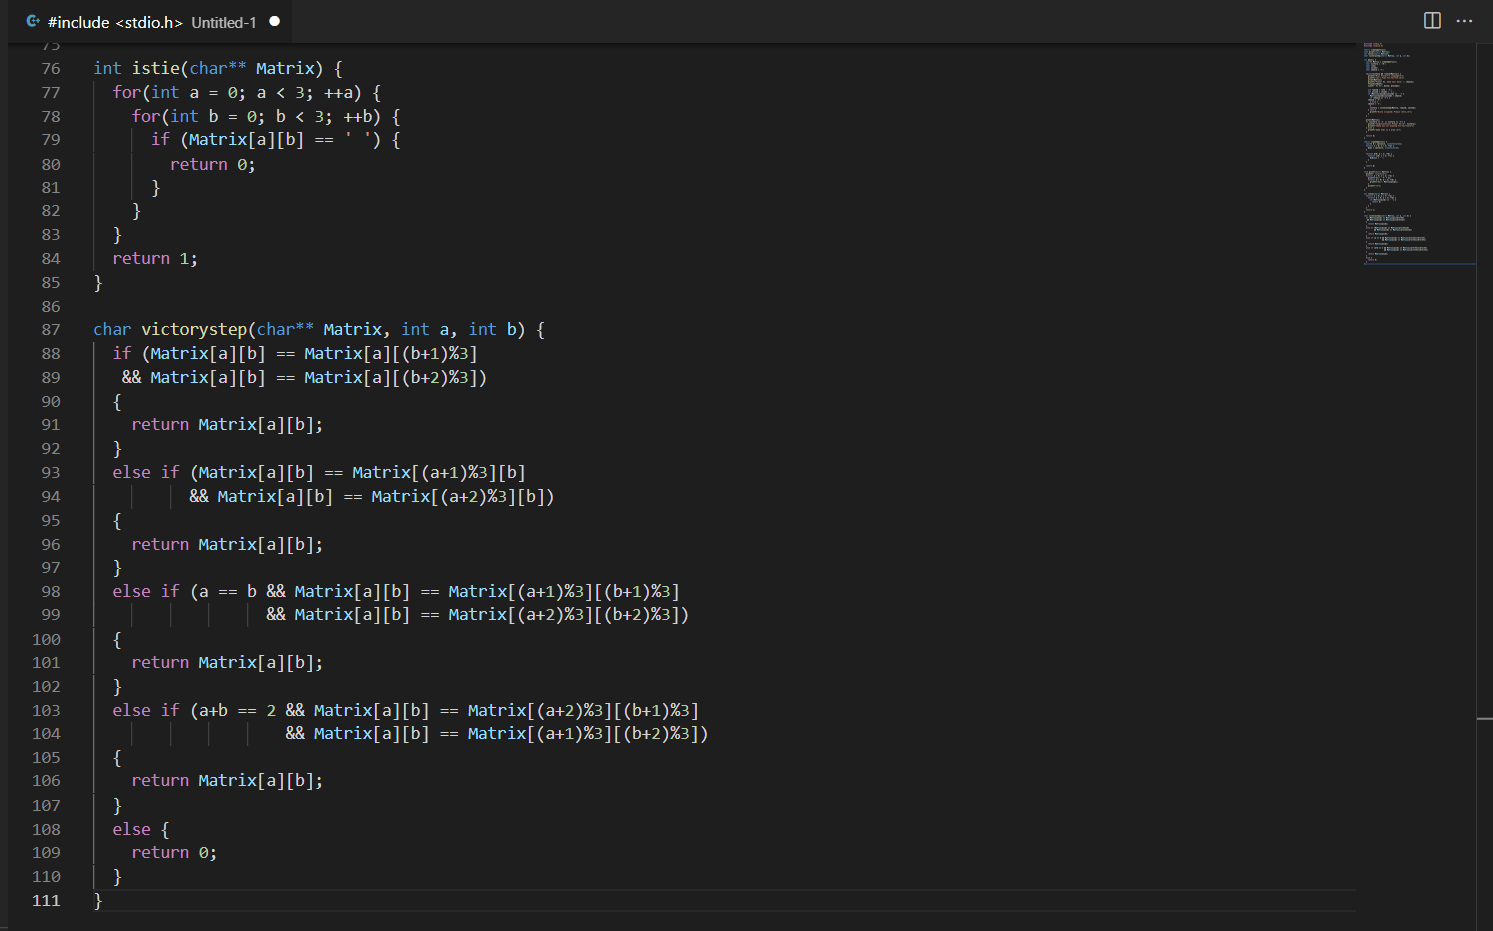 #include <stdio.h> Untitled-1
75
76 int istie(char** Matrix) {
77   for(int a = 0; a < 3; ++a) {
78     for(int b = 0; b < 3; ++b) {
79       if (Matrix[a][b] == ' ') {
80         return 0;
81       }
82     }
83   }
84   return 1;
85 }
86
87 char victorystep(char** Matrix, int a, int b) {
88   if (Matrix[a][b] == Matrix[a][(b+1)%3]
89    && Matrix[a][b] == Matrix[a][(b+2)%3])
90   {
91     return Matrix[a][b];
92   }
93   else if (Matrix[a][b] == Matrix[(a+1)%3][b]
94           && Matrix[a][b] == Matrix[(a+2)%3][b])
95   {
96     return Matrix[a][b];
97   }
98   else if (a == b && Matrix[a][b] == Matrix[(a+1)%3][(b+1)%3]
99                   && Matrix[a][b] == Matrix[(a+2)%3][(b+2)%3])
100   {
101     return Matrix[a][b];
102   }
103   else if (a+b == 2 && Matrix[a][b] == Matrix[(a+2)%3][(b+1)%3]
104                     && Matrix[a][b] == Matrix[(a+1)%3][(b+2)%3])
105   {
106     return Matrix[a][b];
107   }
108   else {
109     return 0;
110   }
111 }